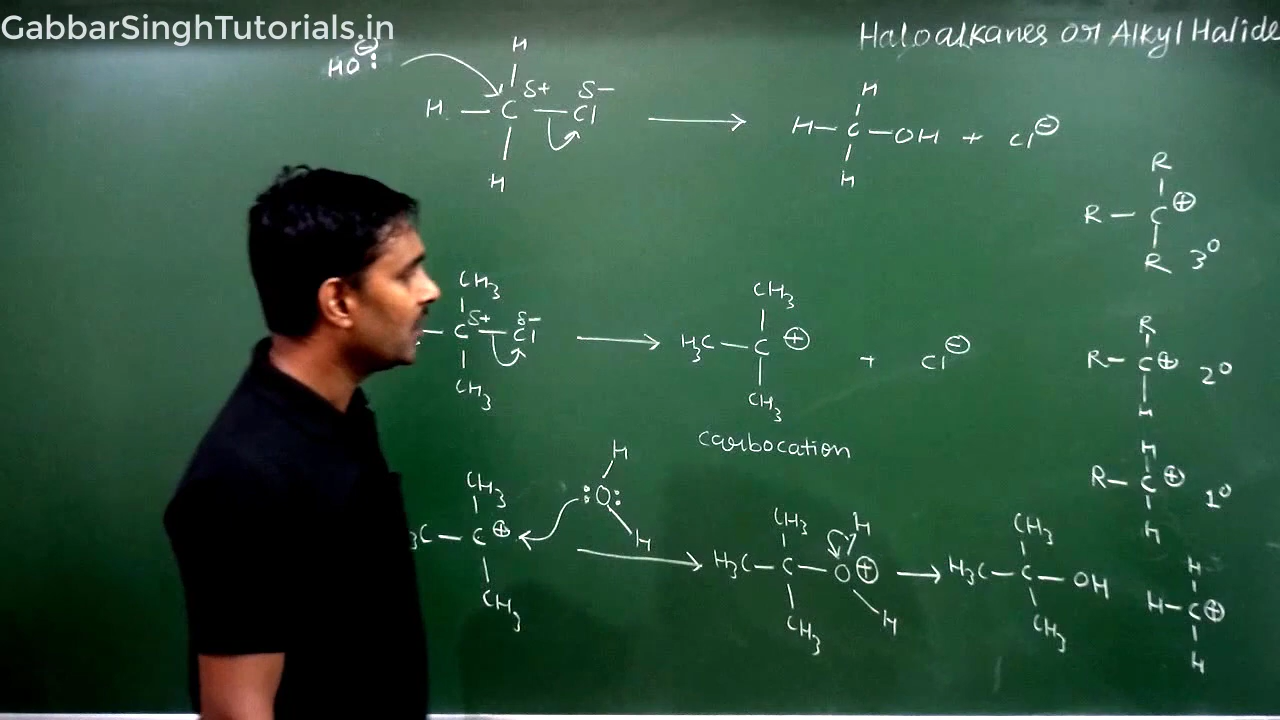 GabbarSinghTutorials.in
Haloalkanes or Alkyl Halide
HO⊖:
H
H — C — Cl
δ+ δ−
H
H
H — C — OH + Cl⊖
H
R
R — C⊕
R 3°
CH3
δ+ δ−
— C — Cl
CH3
CH3
H3C — C⊕ + Cl⊖
CH3
carbocation
R
R — C⊕ 2°
H
H
R — C⊕ 1°
H
CH3
3C — C⊕
CH3
H
:O:
H
CH3 H
H3C — C — O⊕
CH3 H
CH3
H3C — C — OH
CH3
H
H — C⊕
H